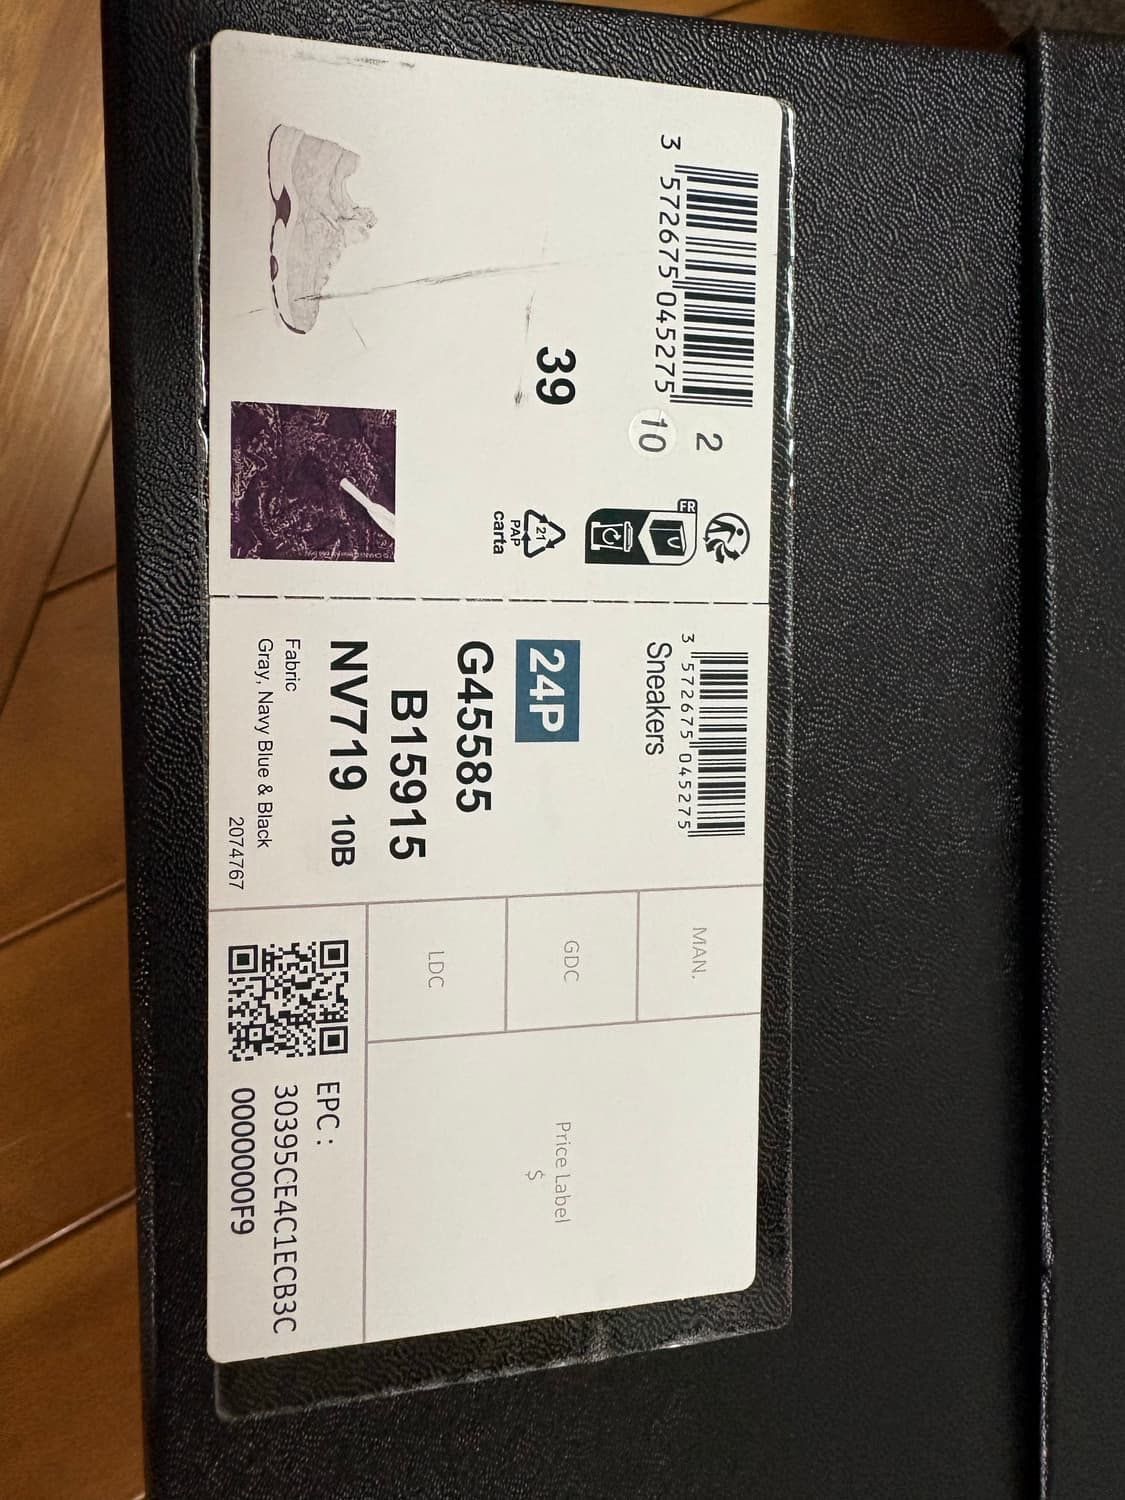 3 572675 045275
2
10
39
FR
21
PAP
carta
3 572675 045275
Sneakers
24P
G45585
B15915
NV719 10B
Fabric
Gray, Navy Blue & Black
2074767
MAN.
GDC
LDC
Price Label
$
EPC :
30395CE4C1ECB3C
0000000F9